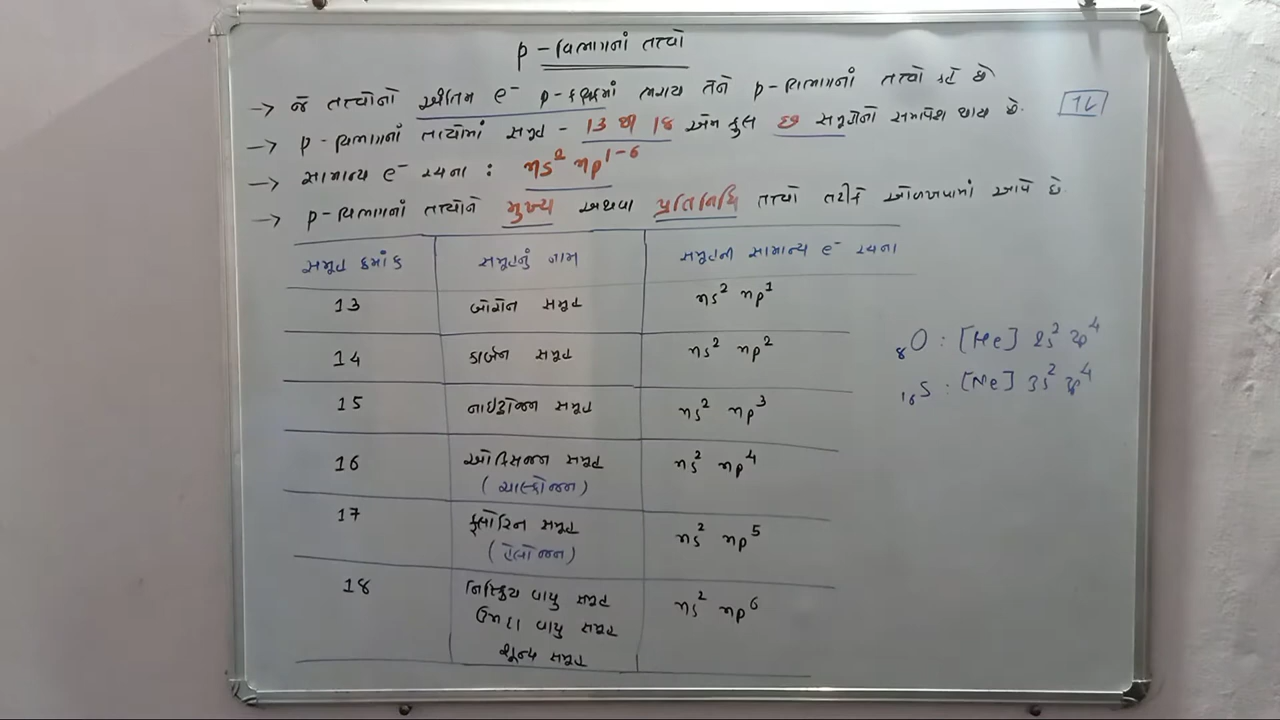 p - વિભાગનાં તત્ત્વો
→ જે તત્ત્વોનો અંતિમ e⁻ p-કક્ષકમાં ભરાય તેને p-વિભાગનાં તત્ત્વો કહે છે
→ p-વિભાગનાં તત્વોમાં સમૂહ - 13 થી 18 એમ કુલ છ સમૂહોનો સમાવેશ થાય છે.
→ સામાન્ય e⁻ રચના : ns² np¹⁻⁶
→ p-વિભાગનાં તત્ત્વોને મુખ્ય અથવા પ્રતિનિધિ તત્ત્વો તરીકે ઓળખવામાં આવે છે
સમૂહ ક્રમાંક સમૂહનું નામ સમૂહની સામાન્ય e⁻ રચના
13 બોરોન સમૂહ ns² np¹
14 કાર્બન સમૂહ ns² np²
15 નાઇટ્રોજન સમૂહ ns² np³
16 ઓક્સિજન સમૂહ ns² np⁴
(ચાલ્કોજન)
17 ફ્લોરિન સમૂહ ns² np⁵
(હેલોજન)
18 નિષ્ક્રિય વાયુ સમૂહ ns² np⁶
ઉમદા વાયુ સમૂહ
શૂન્ય સમૂહ
₈O : [He] 2s² 2p⁴
₁₆S : [Ne] 3s² 3p⁴